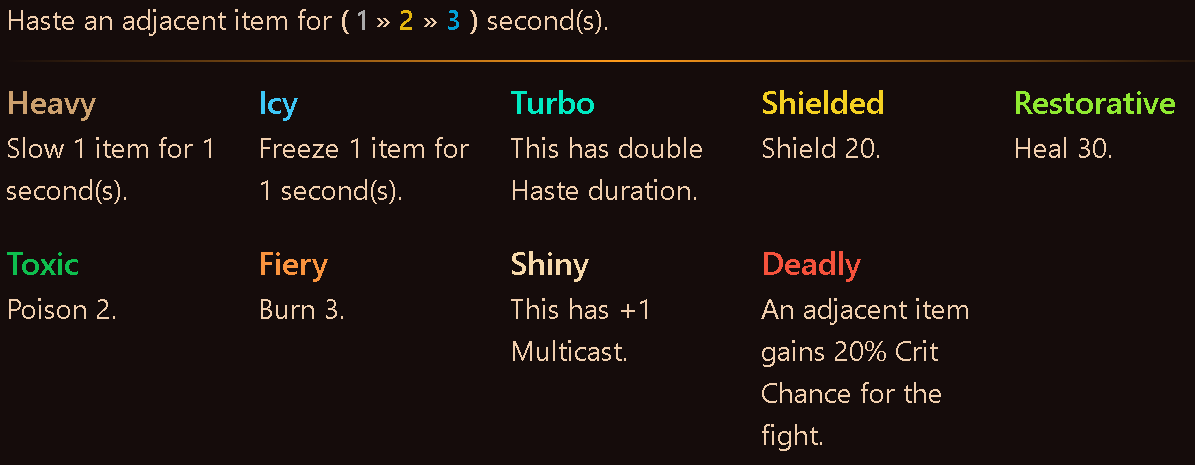 Haste an adjacent item for ( 1 » 2 » 3 ) second(s).
Heavy
Slow 1 item for 1
second(s).
Icy
Freeze 1 item for
1 second(s).
Turbo
This has double
Haste duration.
Shielded
Shield 20.
Restorative
Heal 30.
Toxic
Poison 2.
Fiery
Burn 3.
Shiny
This has +1
Multicast.
Deadly
An adjacent item
gains 20% Crit
Chance for the
fight.